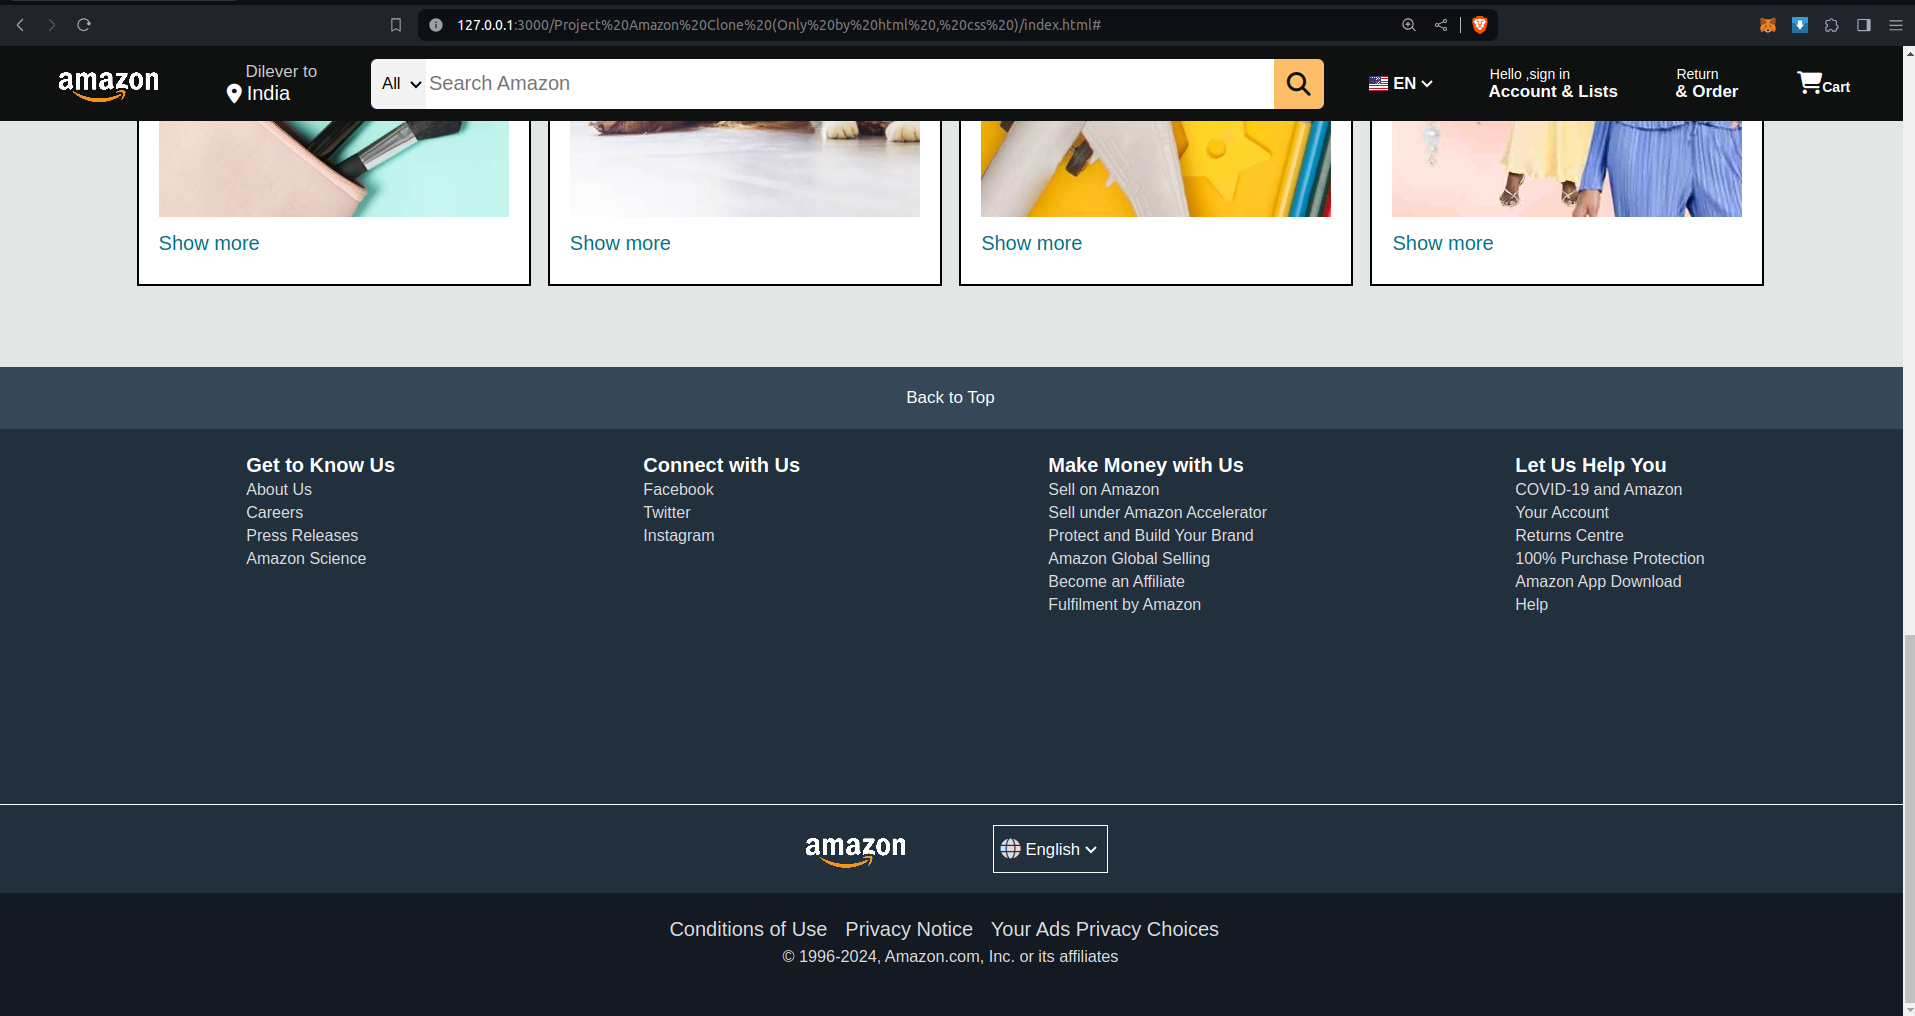 127.0.0.1:3000/Project%20Amazon%20Clone%20(Only%20by%20html%20,%20css%20)/index.html#
amazon
Dilever to
India
All
Search Amazon
EN
Hello ,sign in
Account & Lists
Return
& Order
Cart
Show more
Show more
Show more
Show more
Back to Top
Get to Know Us
About Us
Careers
Press Releases
Amazon Science
Connect with Us
Facebook
Twitter
Instagram
Make Money with Us
Sell on Amazon
Sell under Amazon Accelerator
Protect and Build Your Brand
Amazon Global Selling
Become an Affiliate
Fulfilment by Amazon
Let Us Help You
COVID-19 and Amazon
Your Account
Returns Centre
100% Purchase Protection
Amazon App Download
Help
amazon
English
Conditions of Use Privacy Notice Your Ads Privacy Choices
© 1996-2024, Amazon.com, Inc. or its affiliates